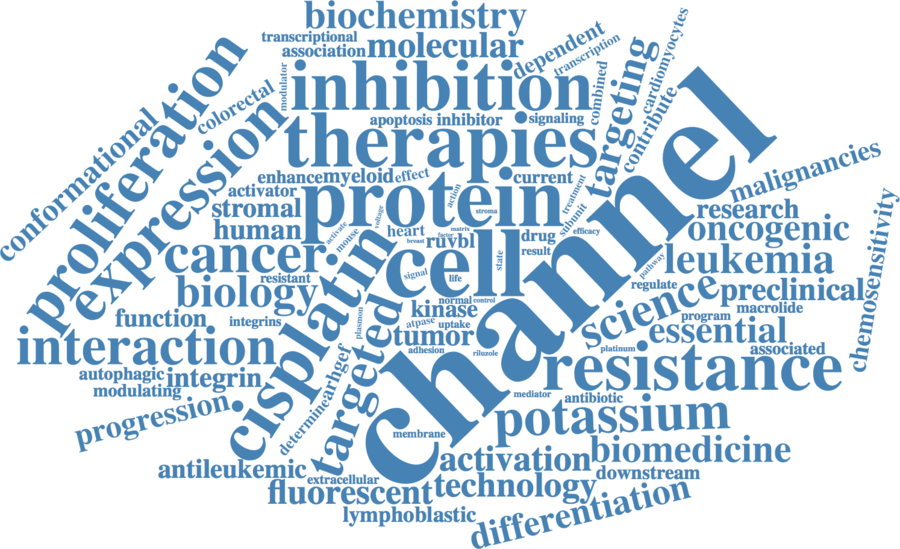 biochemistry
transcriptional
association
molecular
dependent
transcription
modulator
inhibition
combined
targeting
cardiomyocytes
contribute
colorectal
conformational
proliferation
expression
apoptosis
inhibitor
signaling
therapies
enhance
myeloid
effect
current
activator
stromal
human
protein
action
stroma
treatment
subunit
efficacy
channel
malignancies
research
oncogenic
leukemia
chemosensitivity
cancer
activate
mouse
voltage
heart
matrix
factor
breast
ruvbl
drug
result
state
cell
signal
life
pathway
regulate
preclinical
macrolide
program
science
essential
associated
platinum
resistant
biology
function
integrins
interaction
cisplatin
plasmon
targeted
normal
control
kinase
atpase
uptake
tumor
adhesion
riluzole
resistance
mediator
antibiotic
autophagic
integrin
modulating
progression
determine
arhgef
potassium
membrane
activation
biomedicine
antileukemic
extracellular
downstream
fluorescent
technology
lymphoblastic
differentiation